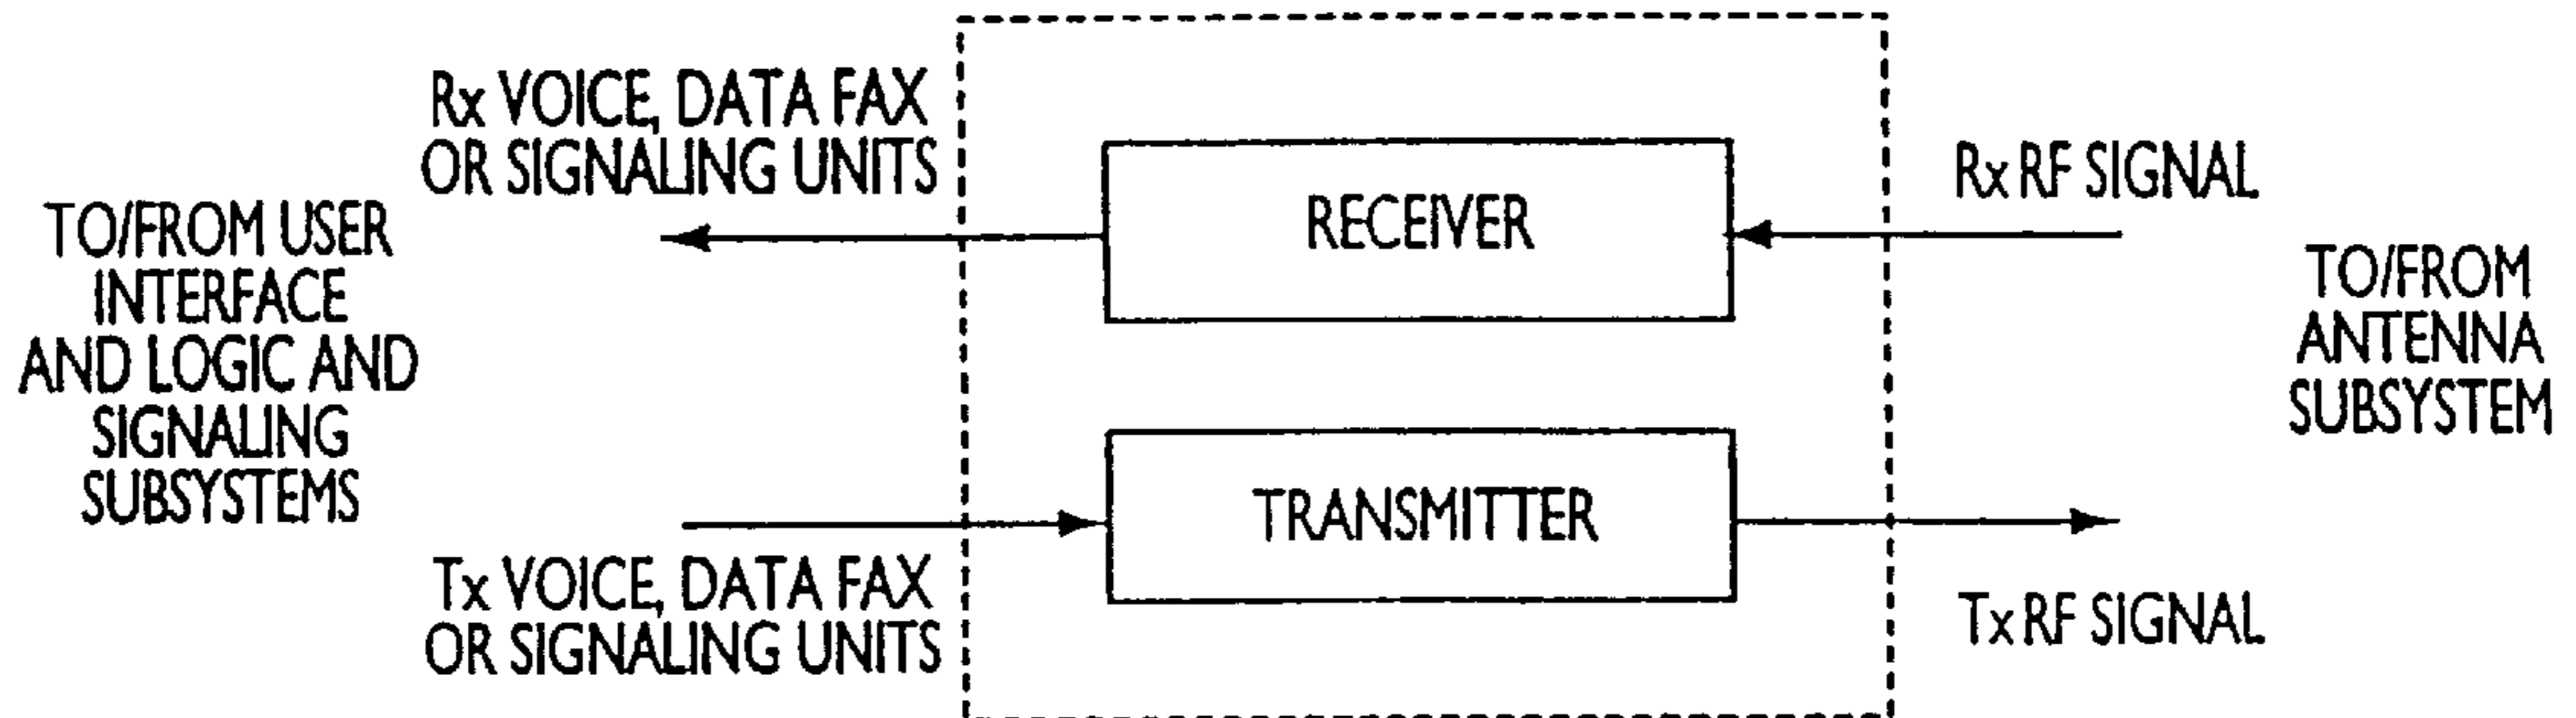 Rx VOICE, DATA FAX
OR SIGNALING UNITS
TO/FROM USER
INTERFACE
AND LOGIC AND
SIGNALING
SUBSYSTEMS
RECEIVER
Rx RF SIGNAL
TO/FROM
ANTENNA
SUBSYSTEM
TRANSMITTER
Tx VOICE, DATA FAX
OR SIGNALING UNITS
Tx RF SIGNAL